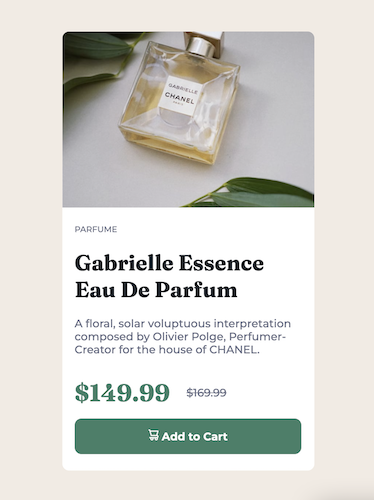 GABRIELLE
CHANEL
PARIS
PARFUME
Gabrielle Essence
Eau De Parfum
A floral, solar voluptuous interpretation
composed by Olivier Polge, Perfumer-
Creator for the house of CHANEL.
$149.99 $169.99
Add to Cart